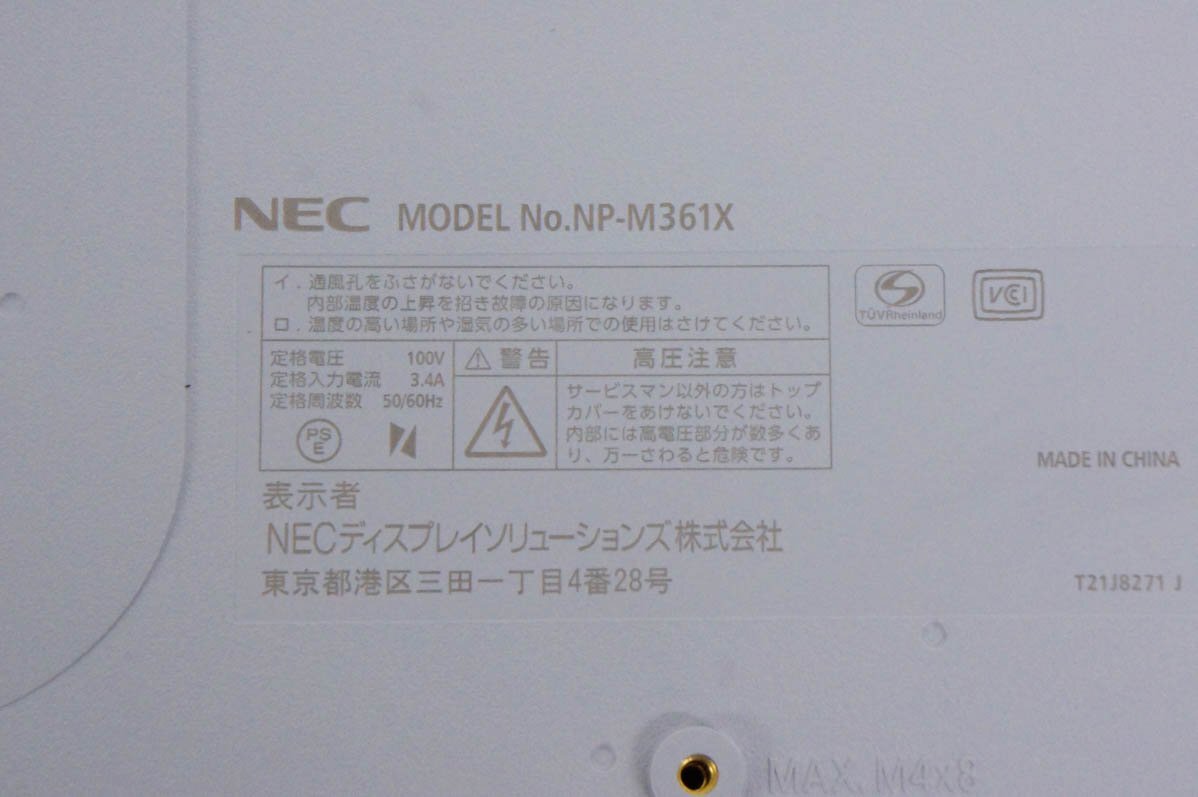 NEC MODEL No.NP-M361X
イ．通風孔をふさがないでください。
内部温度の上昇を招き故障の原因になります。
ロ．温度の高い場所や湿気の多い場所での使用はさけてください。
TÜVRheinland
VCI
定格電圧 100V
定格入力電流 3.4A
定格周波数 50/60Hz
PS
E
警告 高圧注意
サービスマン以外の方はトップ
カバーをあけないでください。
内部には高電圧部分が数多くあ
り、万一さわると危険です。
MADE IN CHINA
表示者
NECディスプレイソリューションズ株式会社
東京都港区三田一丁目4番28号
T21J8271 J
MAX. M4x8